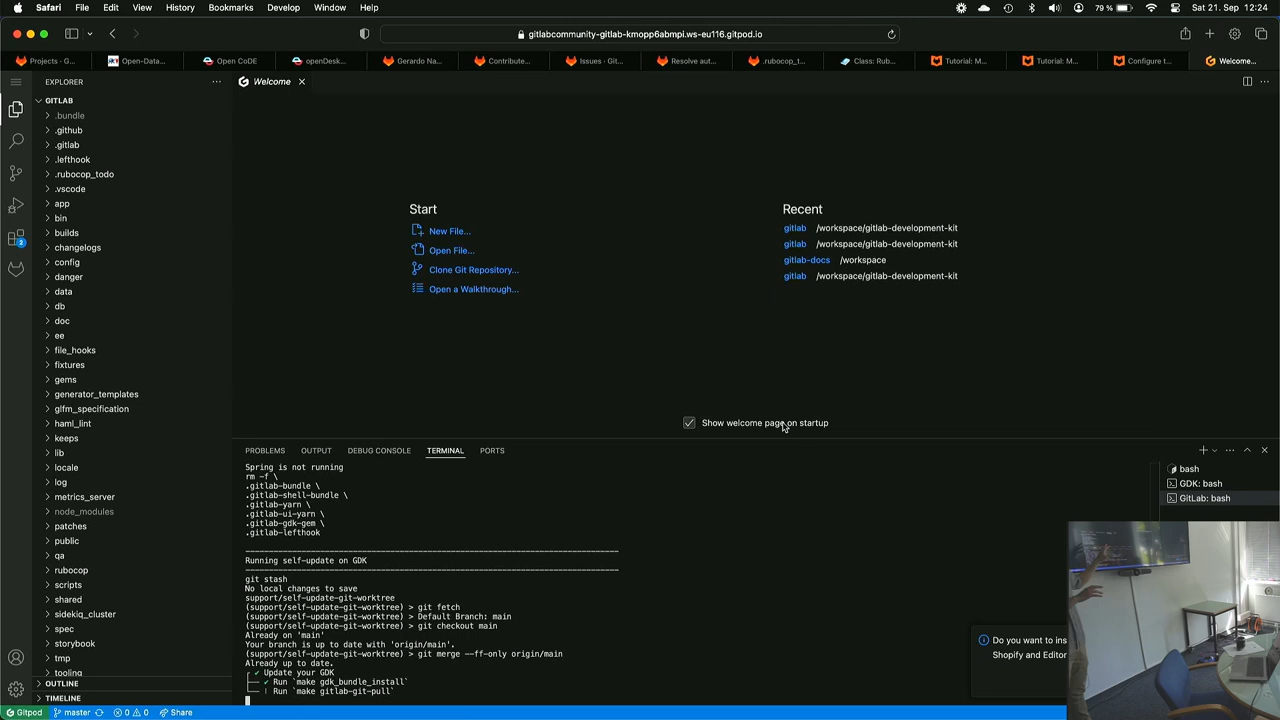 Safari File Edit View History Bookmarks Develop Window Help 79 % Sat 21. Sep 12:24
gitlabcommunity-gitlab-kmopp6abmpi.ws-eu116.gitpod.io
Projects · G... Open-Data... Open CoDE openDesk... Gerardo Na... Contribute... Issues · Git... Resolve aut... .rubocop_t... Class: Rub... Tutorial: M... Tutorial: M... Configure t... Welcome...
EXPLORER
Welcome
GITLAB
.bundle
.github
.gitlab
.lefthook
.rubocop_todo
.vscode
app
bin
builds
changelogs
config
danger
data
db
doc
ee
file_hooks
fixtures
gems
generator_templates
glfm_specification
haml_lint
keeps
lib
locale
log
metrics_server
node_modules
patches
public
qa
rubocop
scripts
shared
sidekiq_cluster
spec
storybook
tmp
tooling
OUTLINE
TIMELINE
2
Start
New File...
Open File...
Clone Git Repository...
Open a Walkthrough...
Recent
gitlab /workspace/gitlab-development-kit
gitlab /workspace/gitlab-development-kit
gitlab-docs /workspace
gitlab /workspace/gitlab-development-kit
Show welcome page on startup
PROBLEMS OUTPUT DEBUG CONSOLE TERMINAL PORTS
Spring is not running
rm -f \
.gitlab-bundle \
.gitlab-shell-bundle \
.gitlab-yarn \
.gitlab-ui-yarn \
.gitlab-gdk-gem \
.gitlab-lefthook
Running self-update on GDK
git stash
No local changes to save
support/self-update-git-worktree
(support/self-update-git-worktree) > git fetch
(support/self-update-git-worktree) > Default Branch: main
(support/self-update-git-worktree) > git checkout main
Already on 'main'
Your branch is up to date with 'origin/main'.
(support/self-update-git-worktree) > git merge --ff-only origin/main
Already up to date.
✔ Update your GDK
✔ Run `make gdk_bundle_install`
Run `make gitlab-git-pull`
bash
GDK: bash
GitLab: bash
Do you want to ins
Shopify and Editor
Gitpod master 0 0 Share